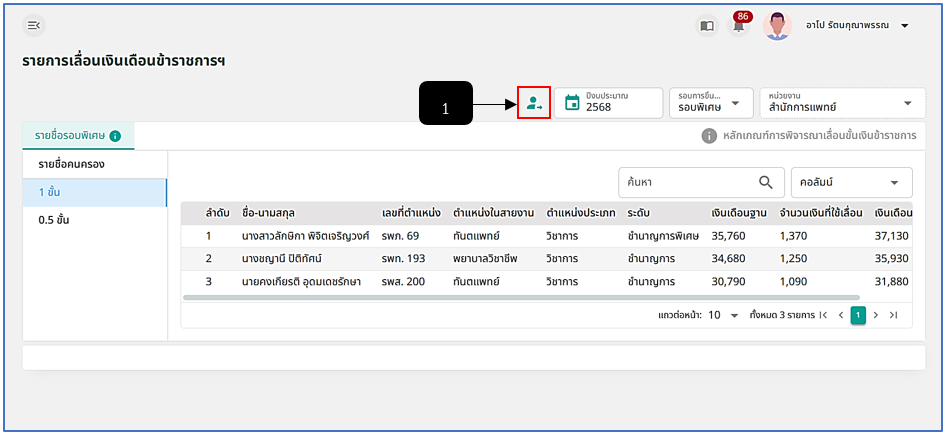 86
อาโป รัตนกุณาพรรณ
รายการเลื่อนเงินเดือนข้าราชการฯ
1
ปีงบประมาณ
2568
รอบการขึ้น...
รอบพิเศษ
หน่วยงาน
สำนักการแพทย์
รายชื่อรอบพิเศษ
หลักเกณฑ์การพิจารณาเลื่อนขั้นเงินข้าราชการ
รายชื่อคนครอง
1 ขั้น
0.5 ขั้น
ค้นหา
คอลัมน์
ลำดับ ชื่อ-นามสกุล เลขที่ตำแหน่ง ตำแหน่งในสายงาน ตำแหน่งประเภท ระดับ เงินเดือนฐาน จำนวนเงินที่ใช้เลื่อน เงินเดือน
1 นางสาวลักษิกา พิจิตเจริญวงศ์ รพภ. 69 ทันตแพทย์ วิชาการ ชำนาญการพิเศษ 35,760 1,370 37,130
2 นางชญานี ปิติทัศน์ รพท. 193 พยาบาลวิชาชีพ วิชาการ ชำนาญการ 34,680 1,250 35,930
3 นายคงเกียรติ อุดมเดชรักษา รพส. 200 ทันตแพทย์ วิชาการ ชำนาญการ 30,790 1,090 31,880
แถวต่อหน้า: 10 ทั้งหมด 3 รายการ 1